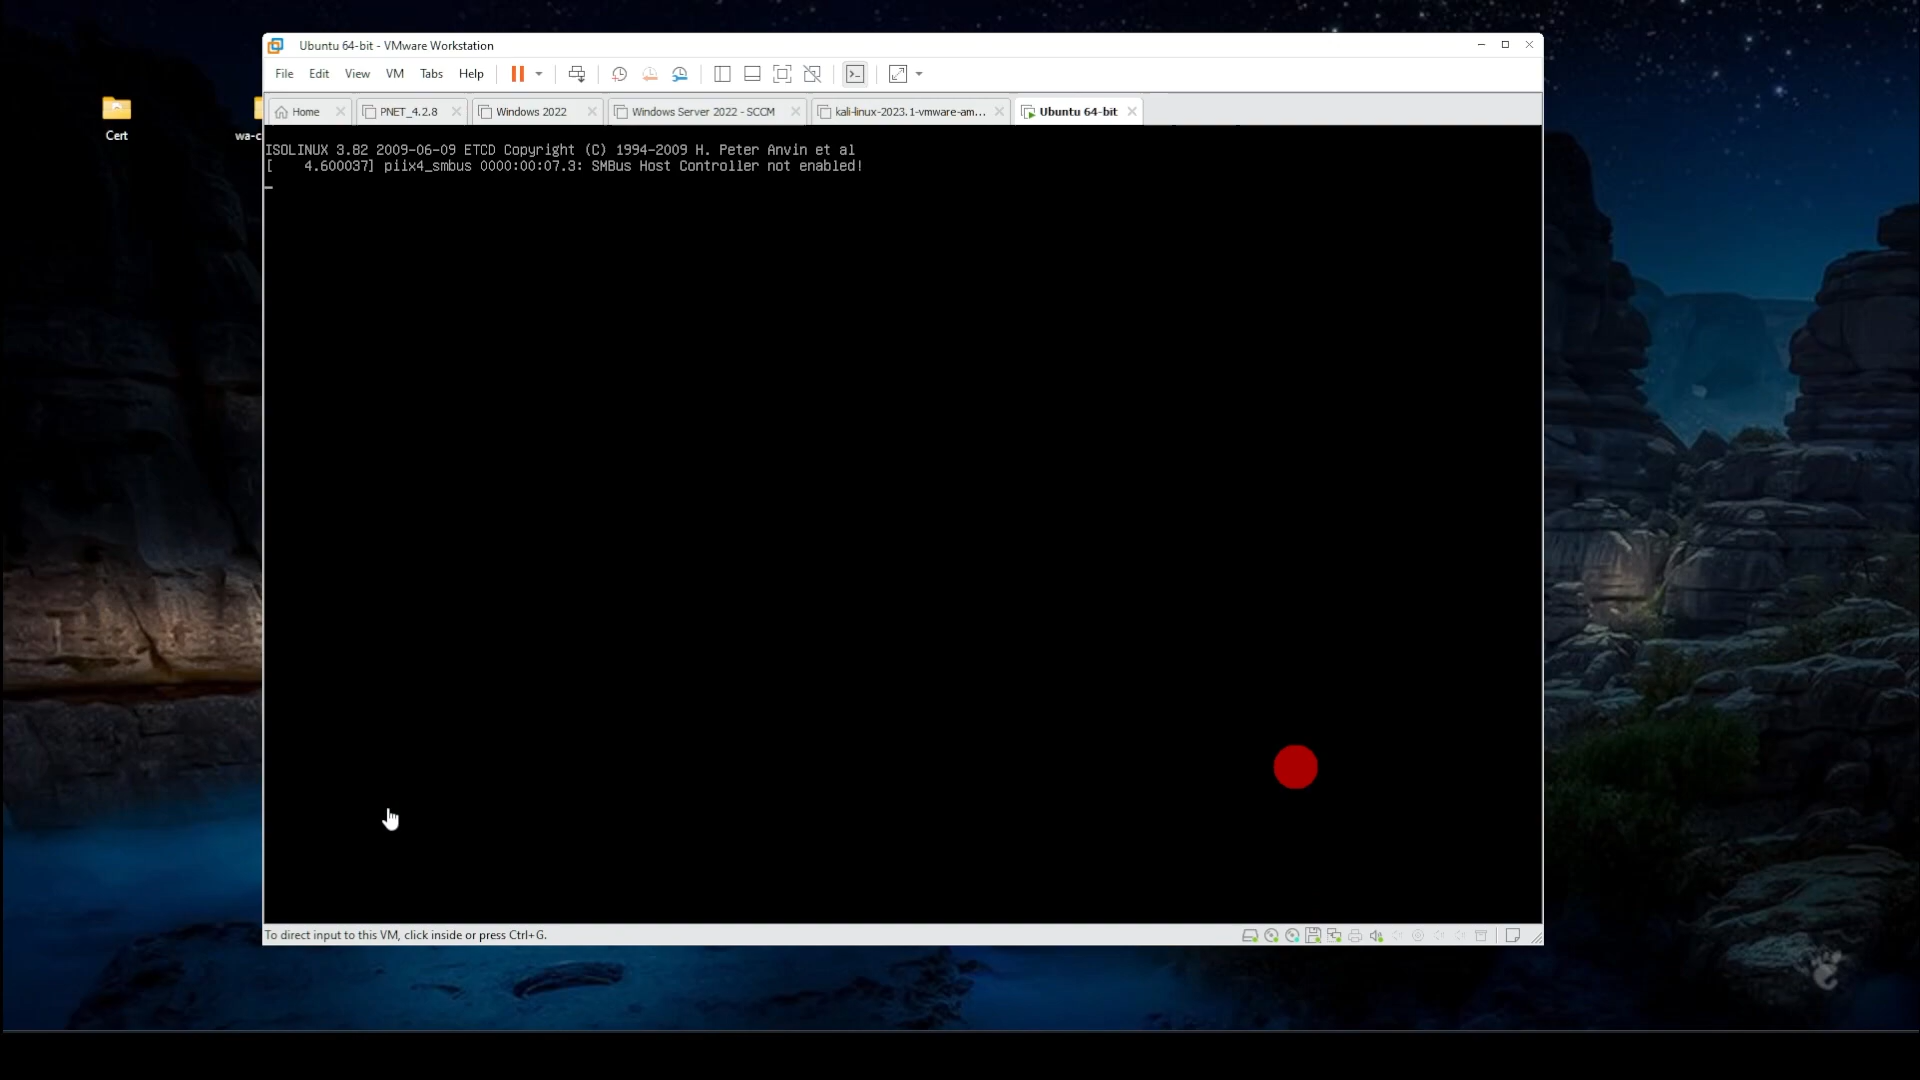 Ubuntu 64-bit - VMware Workstation
File Edit View VM Tabs Help
Home PNET_4.2.8 Windows 2022 Windows Server 2022 - SCCM kali-linux-2023.1-vmware-am... Ubuntu 64-bit
Cert
wa-c
ISOLINUX 3.82 2009-06-09 ETCD Copyright (C) 1994-2009 H. Peter Anvin et al
[    4.600037] piix4_smbus 0000:00:07.3: SMBus Host Controller not enabled!
To direct input to this VM, click inside or press Ctrl+G.